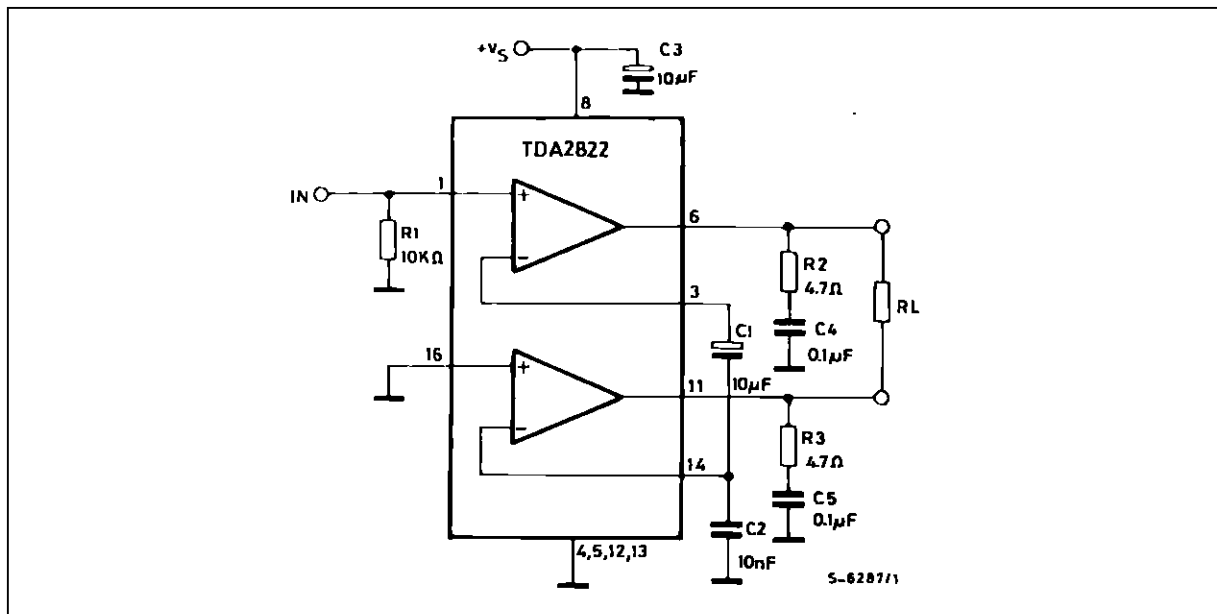 +VS
C3
10µF
8
TDA2822
IN
1
R1
10KΩ
+
−
6
R2
4.7Ω
C4
0.1µF
RL
3
C1
10µF
16
+
−
11
R3
4.7Ω
C5
0.1µF
14
C2
10nF
4,5,12,13
S-6287/1